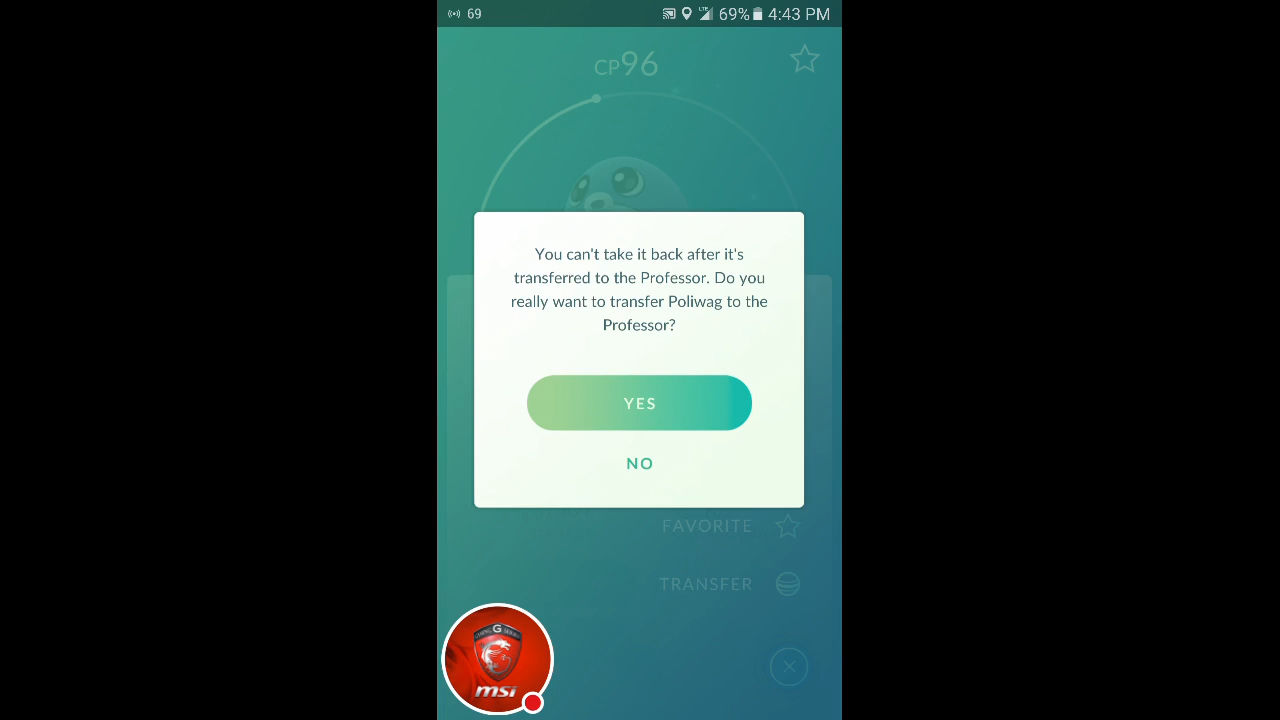 69
69% 4:43 PM
CP96
You can't take it back after it's
transferred to the Professor. Do you
really want to transfer Poliwag to the
Professor?
YES
NO
FAVORITE
TRANSFER
G
msi